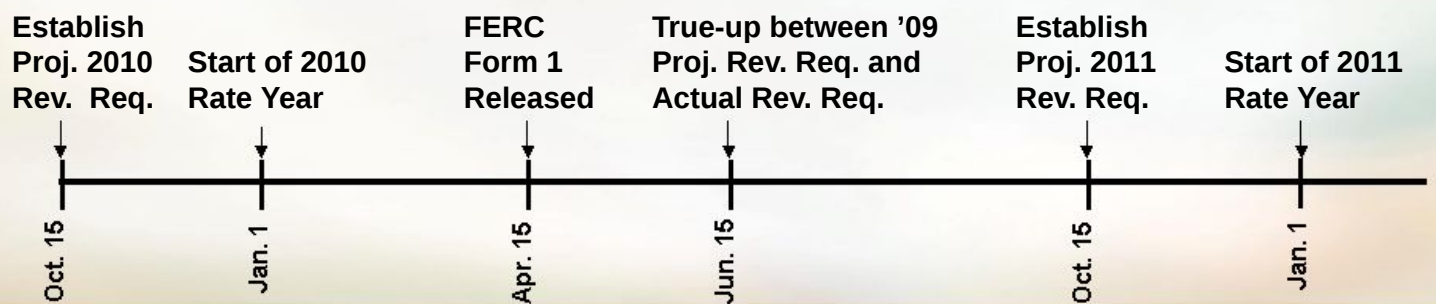 Establish
Proj. 2010
Rev. Req.
Start of 2010
Rate Year
FERC
Form 1
Released
True-up between ’09
Proj. Rev. Req. and
Actual Rev. Req.
Establish
Proj. 2011
Rev. Req.
Start of 2011
Rate Year
Oct. 15
Jan. 1
Apr. 15
Jun. 15
Oct. 15
Jan. 1